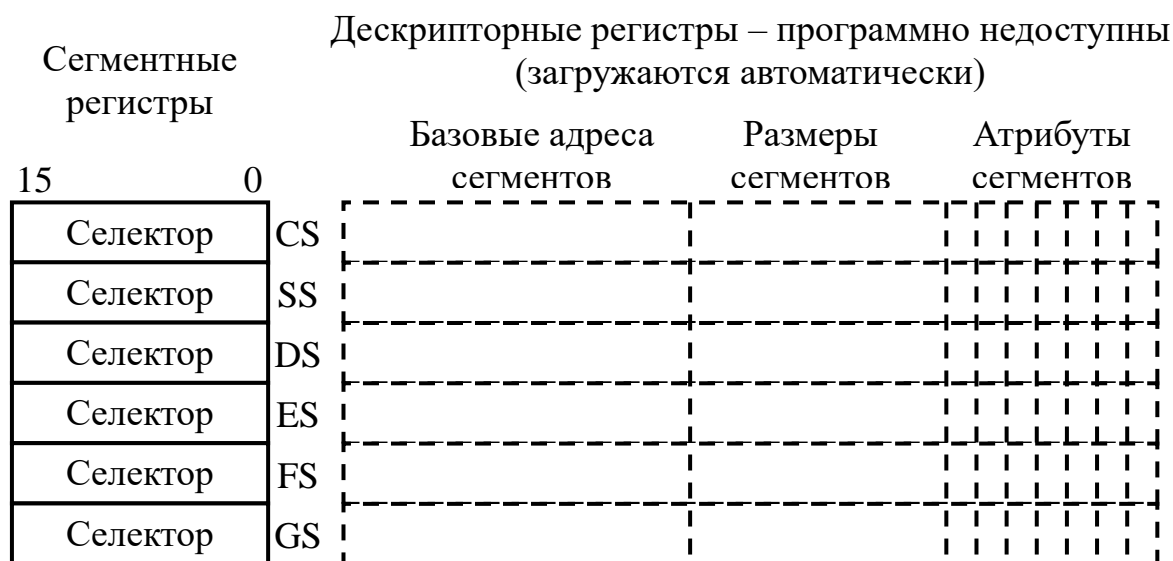 Сегментные
регистры
Дескрипторные регистры – программно недоступны
(загружаются автоматически)
Базовые адреса
сегментов
Размеры
сегментов
Атрибуты
сегментов
15 0
Селектор CS
Селектор SS
Селектор DS
Селектор ES
Селектор FS
Селектор GS